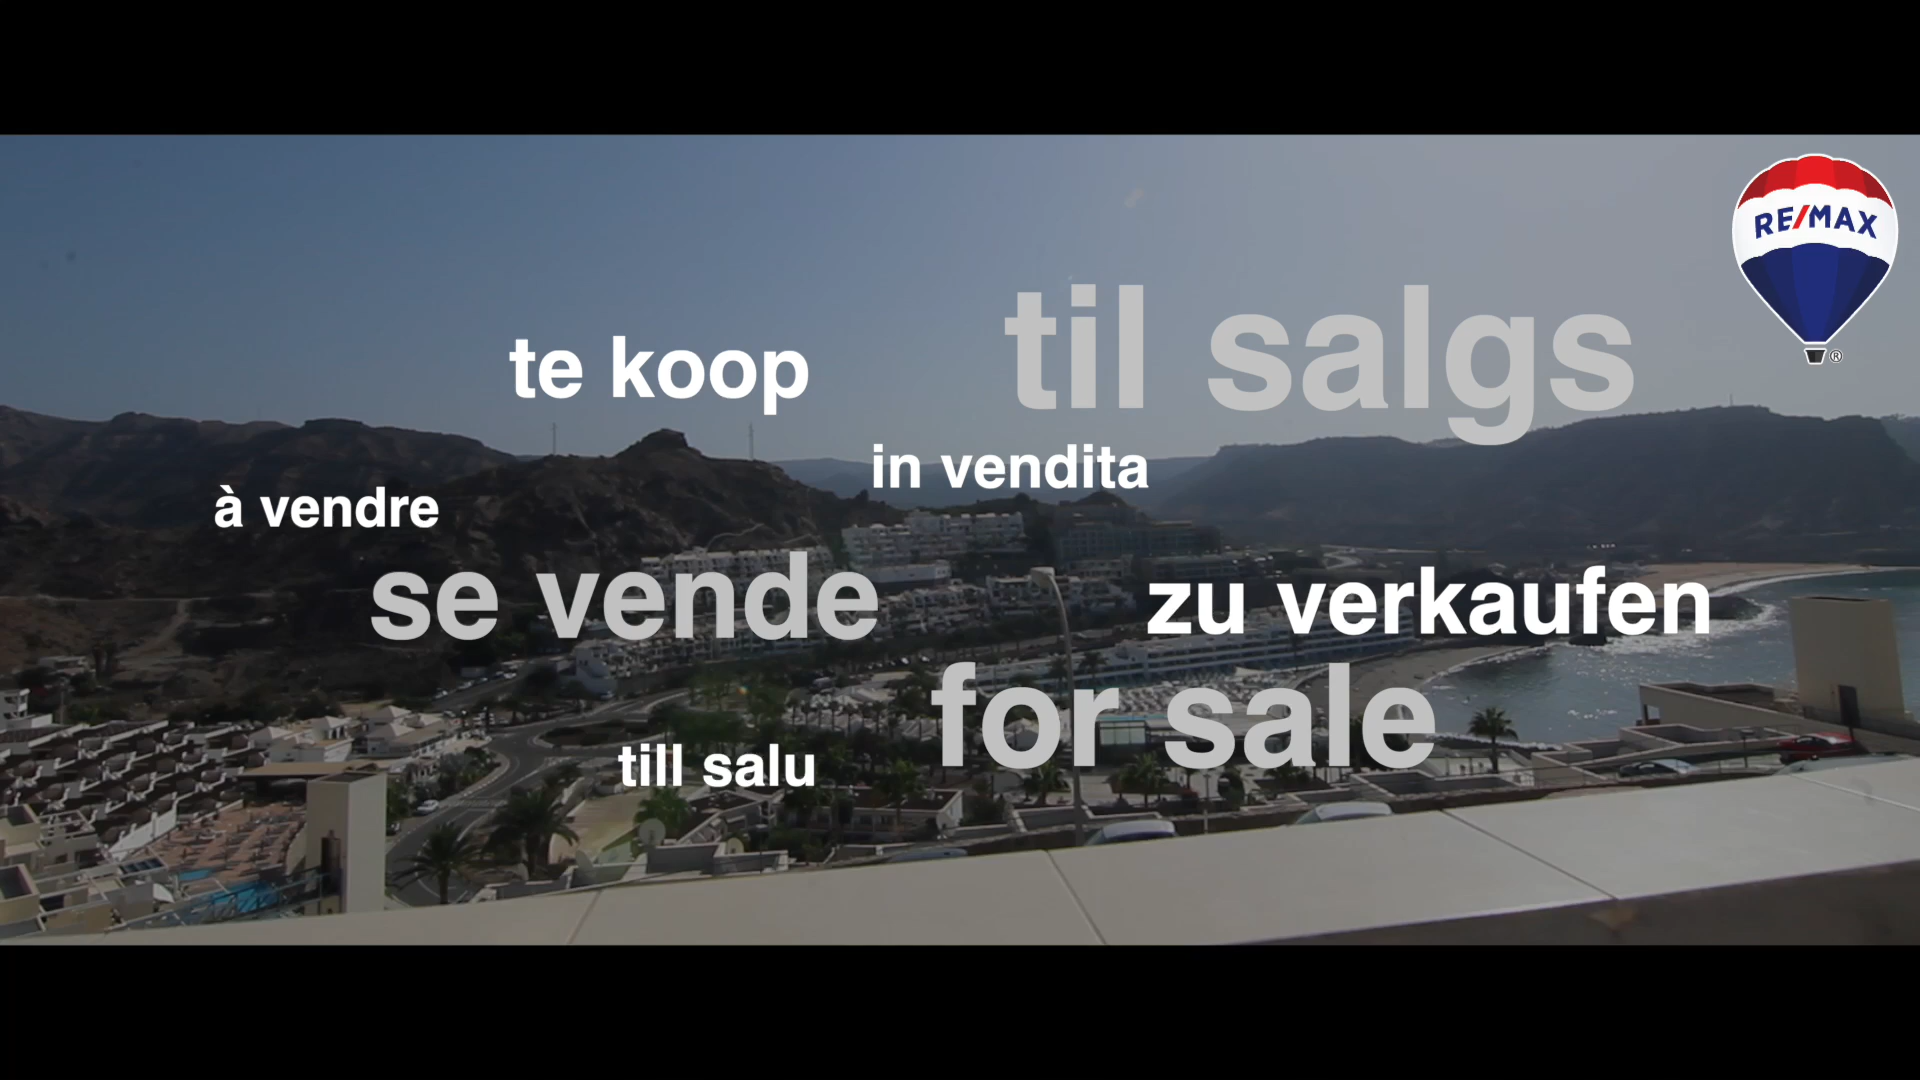 RE/MAX
®
til salgs
te koop
in vendita
à vendre
se vende
zu verkaufen
for sale
till salu